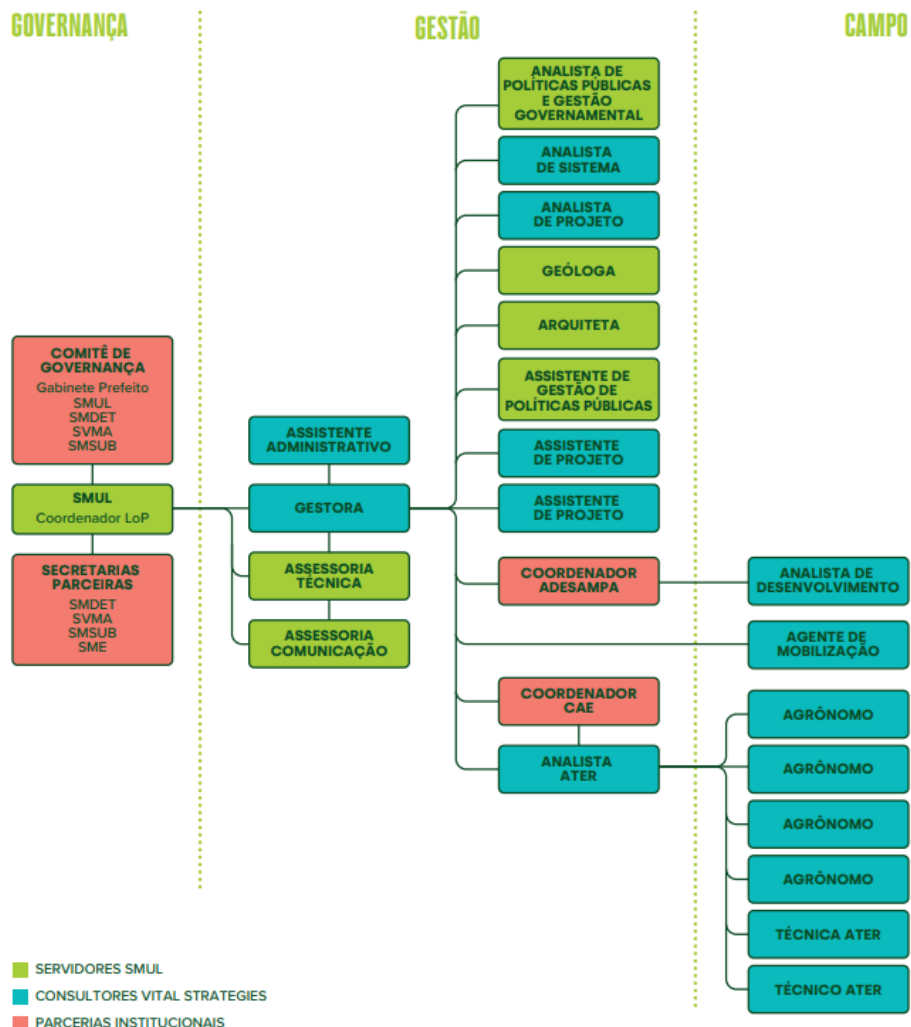 GOVERNANÇA
GESTÃO
CAMPO
COMITÊ DE
GOVERNANÇA
Gabinete Prefeito
SMUL
SMDET
SVMA
SMSUB
SMUL
Coordenador LoP
SECRETARIAS
PARCEIRAS
SMDET
SVMA
SMSUB
SME
ASSISTENTE
ADMINISTRATIVO
GESTORA
ASSESSORIA
TÉCNICA
ASSESSORIA
COMUNICAÇÃO
ANALISTA DE
POLÍTICAS PÚBLICAS
E GESTÃO
GOVERNAMENTAL
ANALISTA
DE SISTEMA
ANALISTA
DE PROJETO
GEÓLOGA
ARQUITETA
ASSISTENTE DE
GESTÃO DE
POLÍTICAS PÚBLICAS
ASSISTENTE
DE PROJETO
ASSISTENTE
DE PROJETO
COORDENADOR
ADESAMPA
COORDENADOR
CAE
ANALISTA
ATER
ANALISTA DE
DESENVOLVIMENTO
AGENTE DE
MOBILIZAÇÃO
AGRÔNOMO
AGRÔNOMO
AGRÔNOMO
AGRÔNOMO
TÉCNICA ATER
TÉCNICO ATER
SERVIDORES SMUL
CONSULTORES VITAL STRATEGIES
PARCERIAS INSTITUCIONAIS